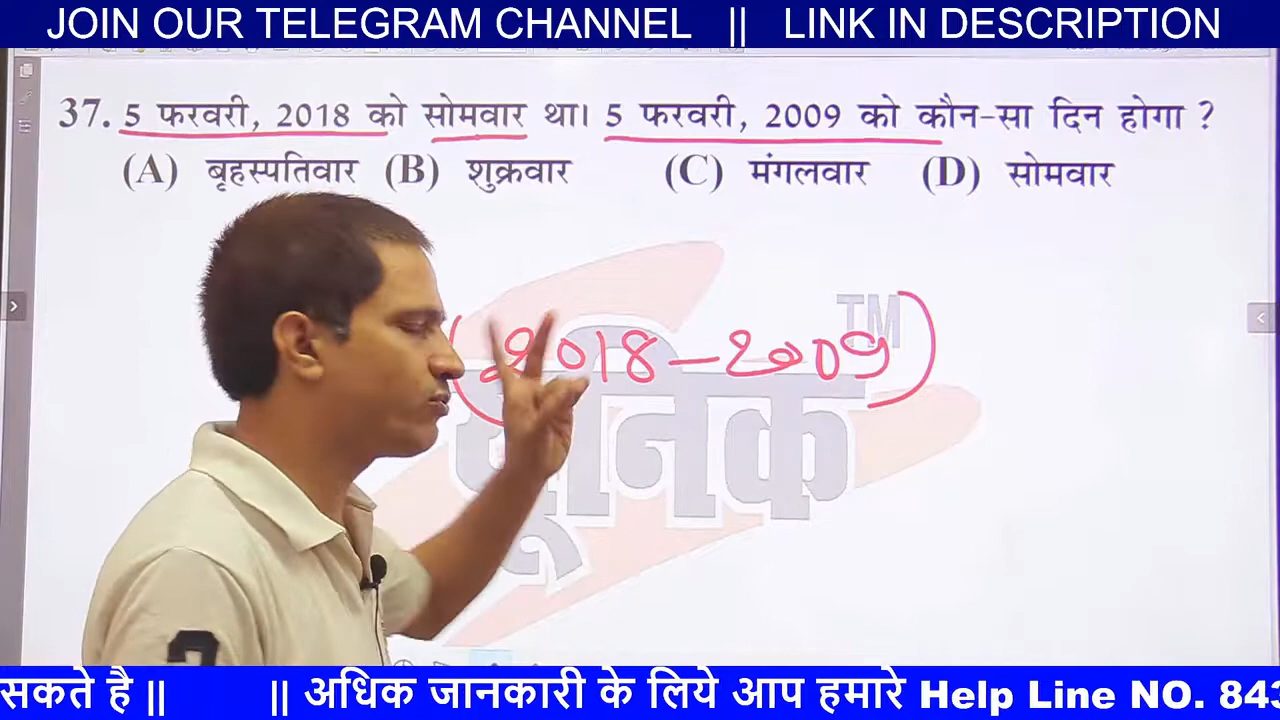 JOIN OUR TELEGRAM CHANNEL || LINK IN DESCRIPTION
37. 5 फरवरी, 2018 को सोमवार था। 5 फरवरी, 2009 को कौन-सा दिन होगा ?
(A) बृहस्पतिवार (B) शुक्रवार (C) मंगलवार (D) सोमवार
(2018-2009)
TM
यूनिक
सकते है || || अधिक जानकारी के लिये आप हमारे Help Line NO. 843